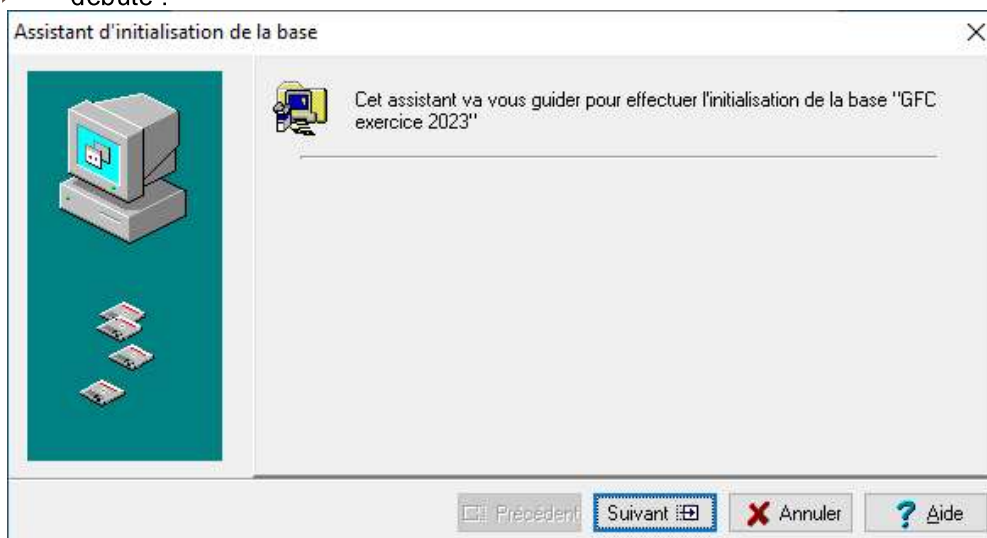 débute :
Assistant d'initialisation de la base
Cet assistant va vous guider pour effectuer l'initialisation de la base "GFC
exercice 2023"
Précédent
Suivant
Annuler
Aide